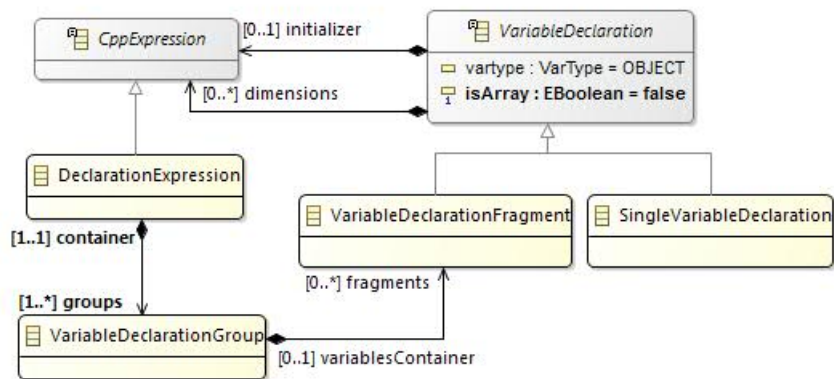 CppExpression
[0..1] initializer
VariableDeclaration
vartype : VarType = OBJECT
[0..*] dimensions
1 isArray : EBoolean = false
DeclarationExpression
VariableDeclarationFragment
SingleVariableDeclaration
[1..1] container
[0..*] fragments
[1..*] groups
VariableDeclarationGroup
[0..1] variablesContainer